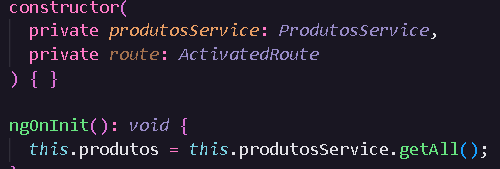 constructor(
private produtosService: ProdutosService,
private route: ActivatedRoute
) { }
ngOnInit(): void {
this.produtos = this.produtosService.getAll();